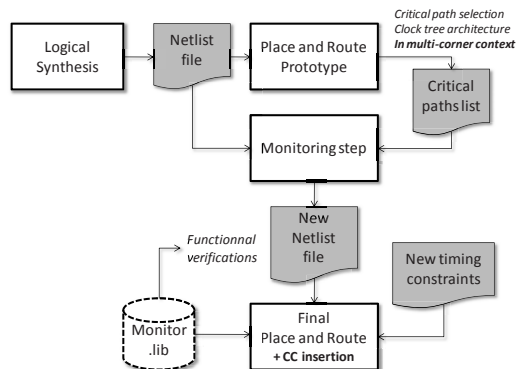 Critical path selection
Clock tree architecture
In multi-corner context
Logical
Synthesis
Netlist
file
Place and Route
Prototype
Critical
paths list
Monitoring step
New
Netlist
file
Functionnal
verifications
New timing
constraints
Monitor
.lib
Final
Place and Route
+ CC insertion